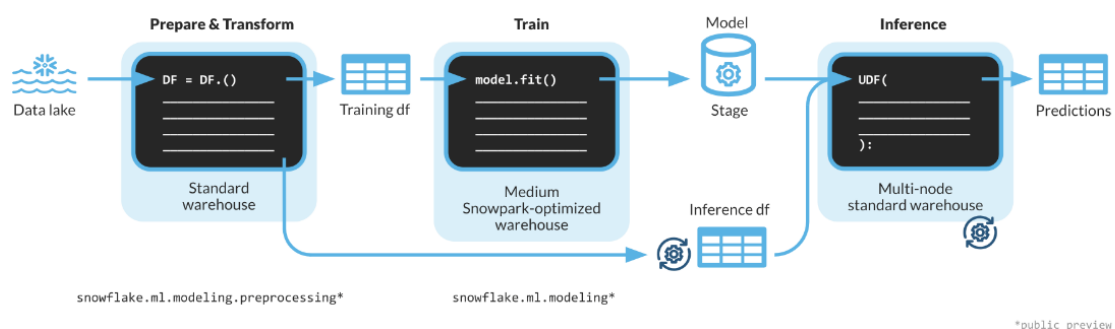 Prepare & Transform
Train
Model
Inference
DF = DF.()
model.fit()
UDF(
):
Data lake
Training df
Stage
Predictions
Standard
warehouse
Medium
Snowpark-optimized
warehouse
Inference df
Multi-node
standard warehouse
snowflake.ml.modeling.preprocessing*
snowflake.ml.modeling*
*public preview